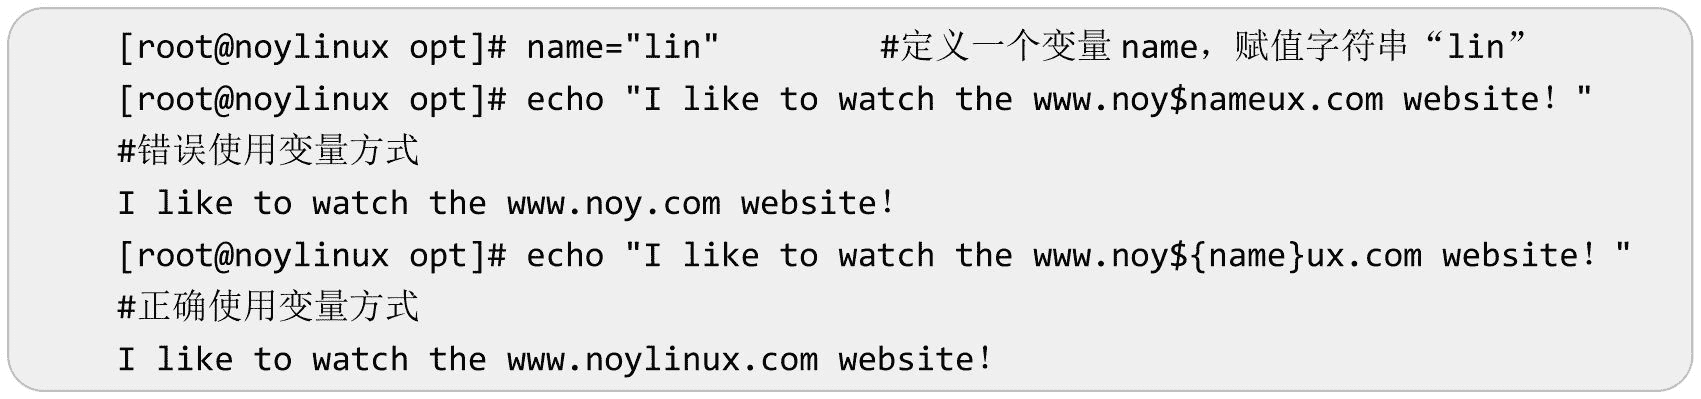 [root@noylinux opt]# name="lin" #定义一个变量 name，赋值字符串“lin”
[root@noylinux opt]# echo "I like to watch the www.noy$nameux.com website！"
#错误使用变量方式
I like to watch the www.noy.com website！
[root@noylinux opt]# echo "I like to watch the www.noy${name}ux.com website！"
#正确使用变量方式
I like to watch the www.noylinux.com website！